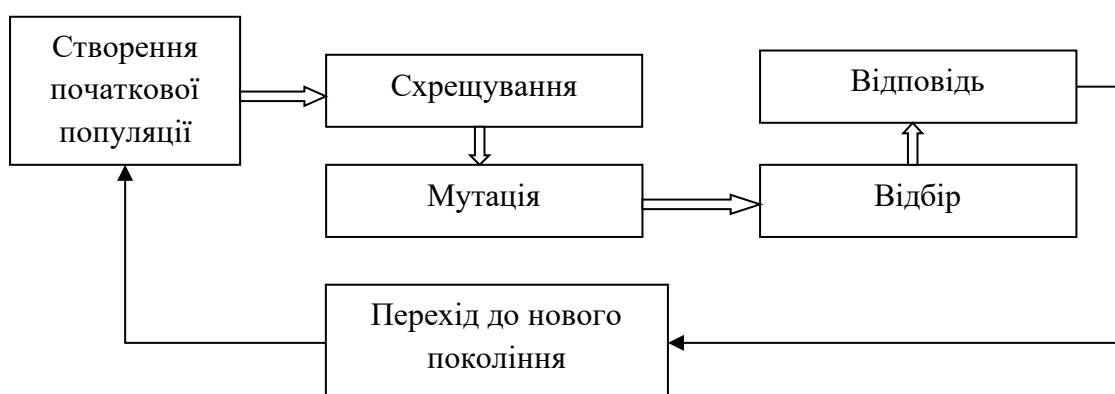 Створення
початкової
популяції
Схрещування
Мутація
Відповідь
Відбір
Перехід до нового
покоління